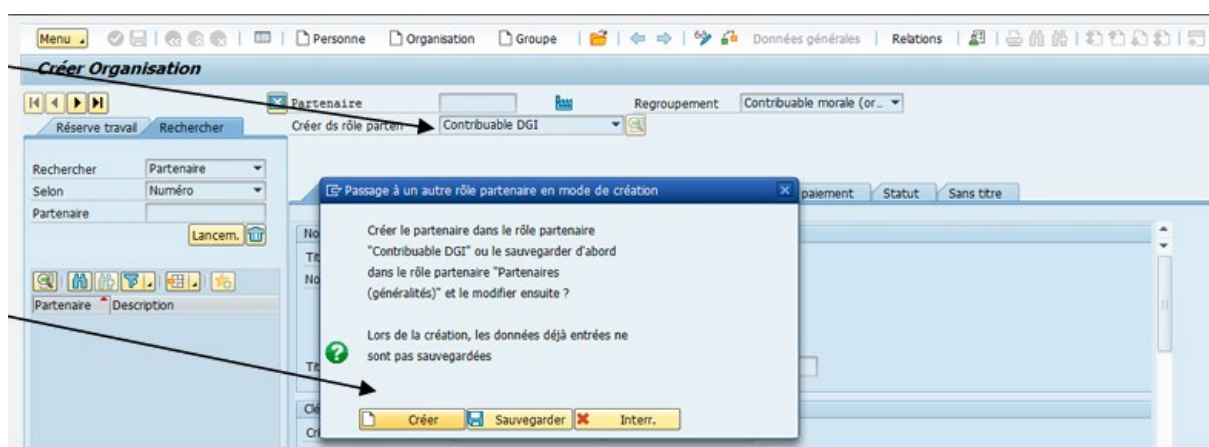 Menu Personne Organisation Groupe Données générales Relations
Créer Organisation
Partenaire Regroupement Contribuable morale (or...
Réserve travail Rechercher Créer ds rôle parten Contribuable DGI
Rechercher Partenaire
Selon Numéro
Partenaire
Lancem.
Partenaire Description
Passage à un autre rôle partenaire en mode de création
paiement Statut Sans titre
Créer le partenaire dans le rôle partenaire
"Contribuable DGI" ou le sauvegarder d'abord
dans le rôle partenaire "Partenaires
(généralités)" et le modifier ensuite ?
Lors de la création, les données déjà entrées ne
sont pas sauvegardées
Créer Sauvegarder Interr.